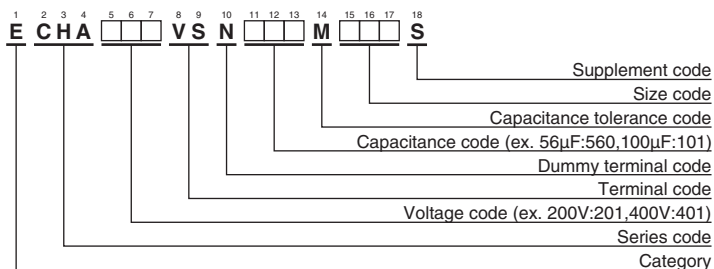 1 2 3 4 5 6 7 8 9 10 11 12 13 14 15 16 17 18
E CHA □□□ VS N □□□ M □□□ S
Supplement code
Size code
Capacitance tolerance code
Capacitance code (ex. 56μF:560,100μF:101)
Dummy terminal code
Terminal code
Voltage code (ex. 200V:201,400V:401)
Series code
Category